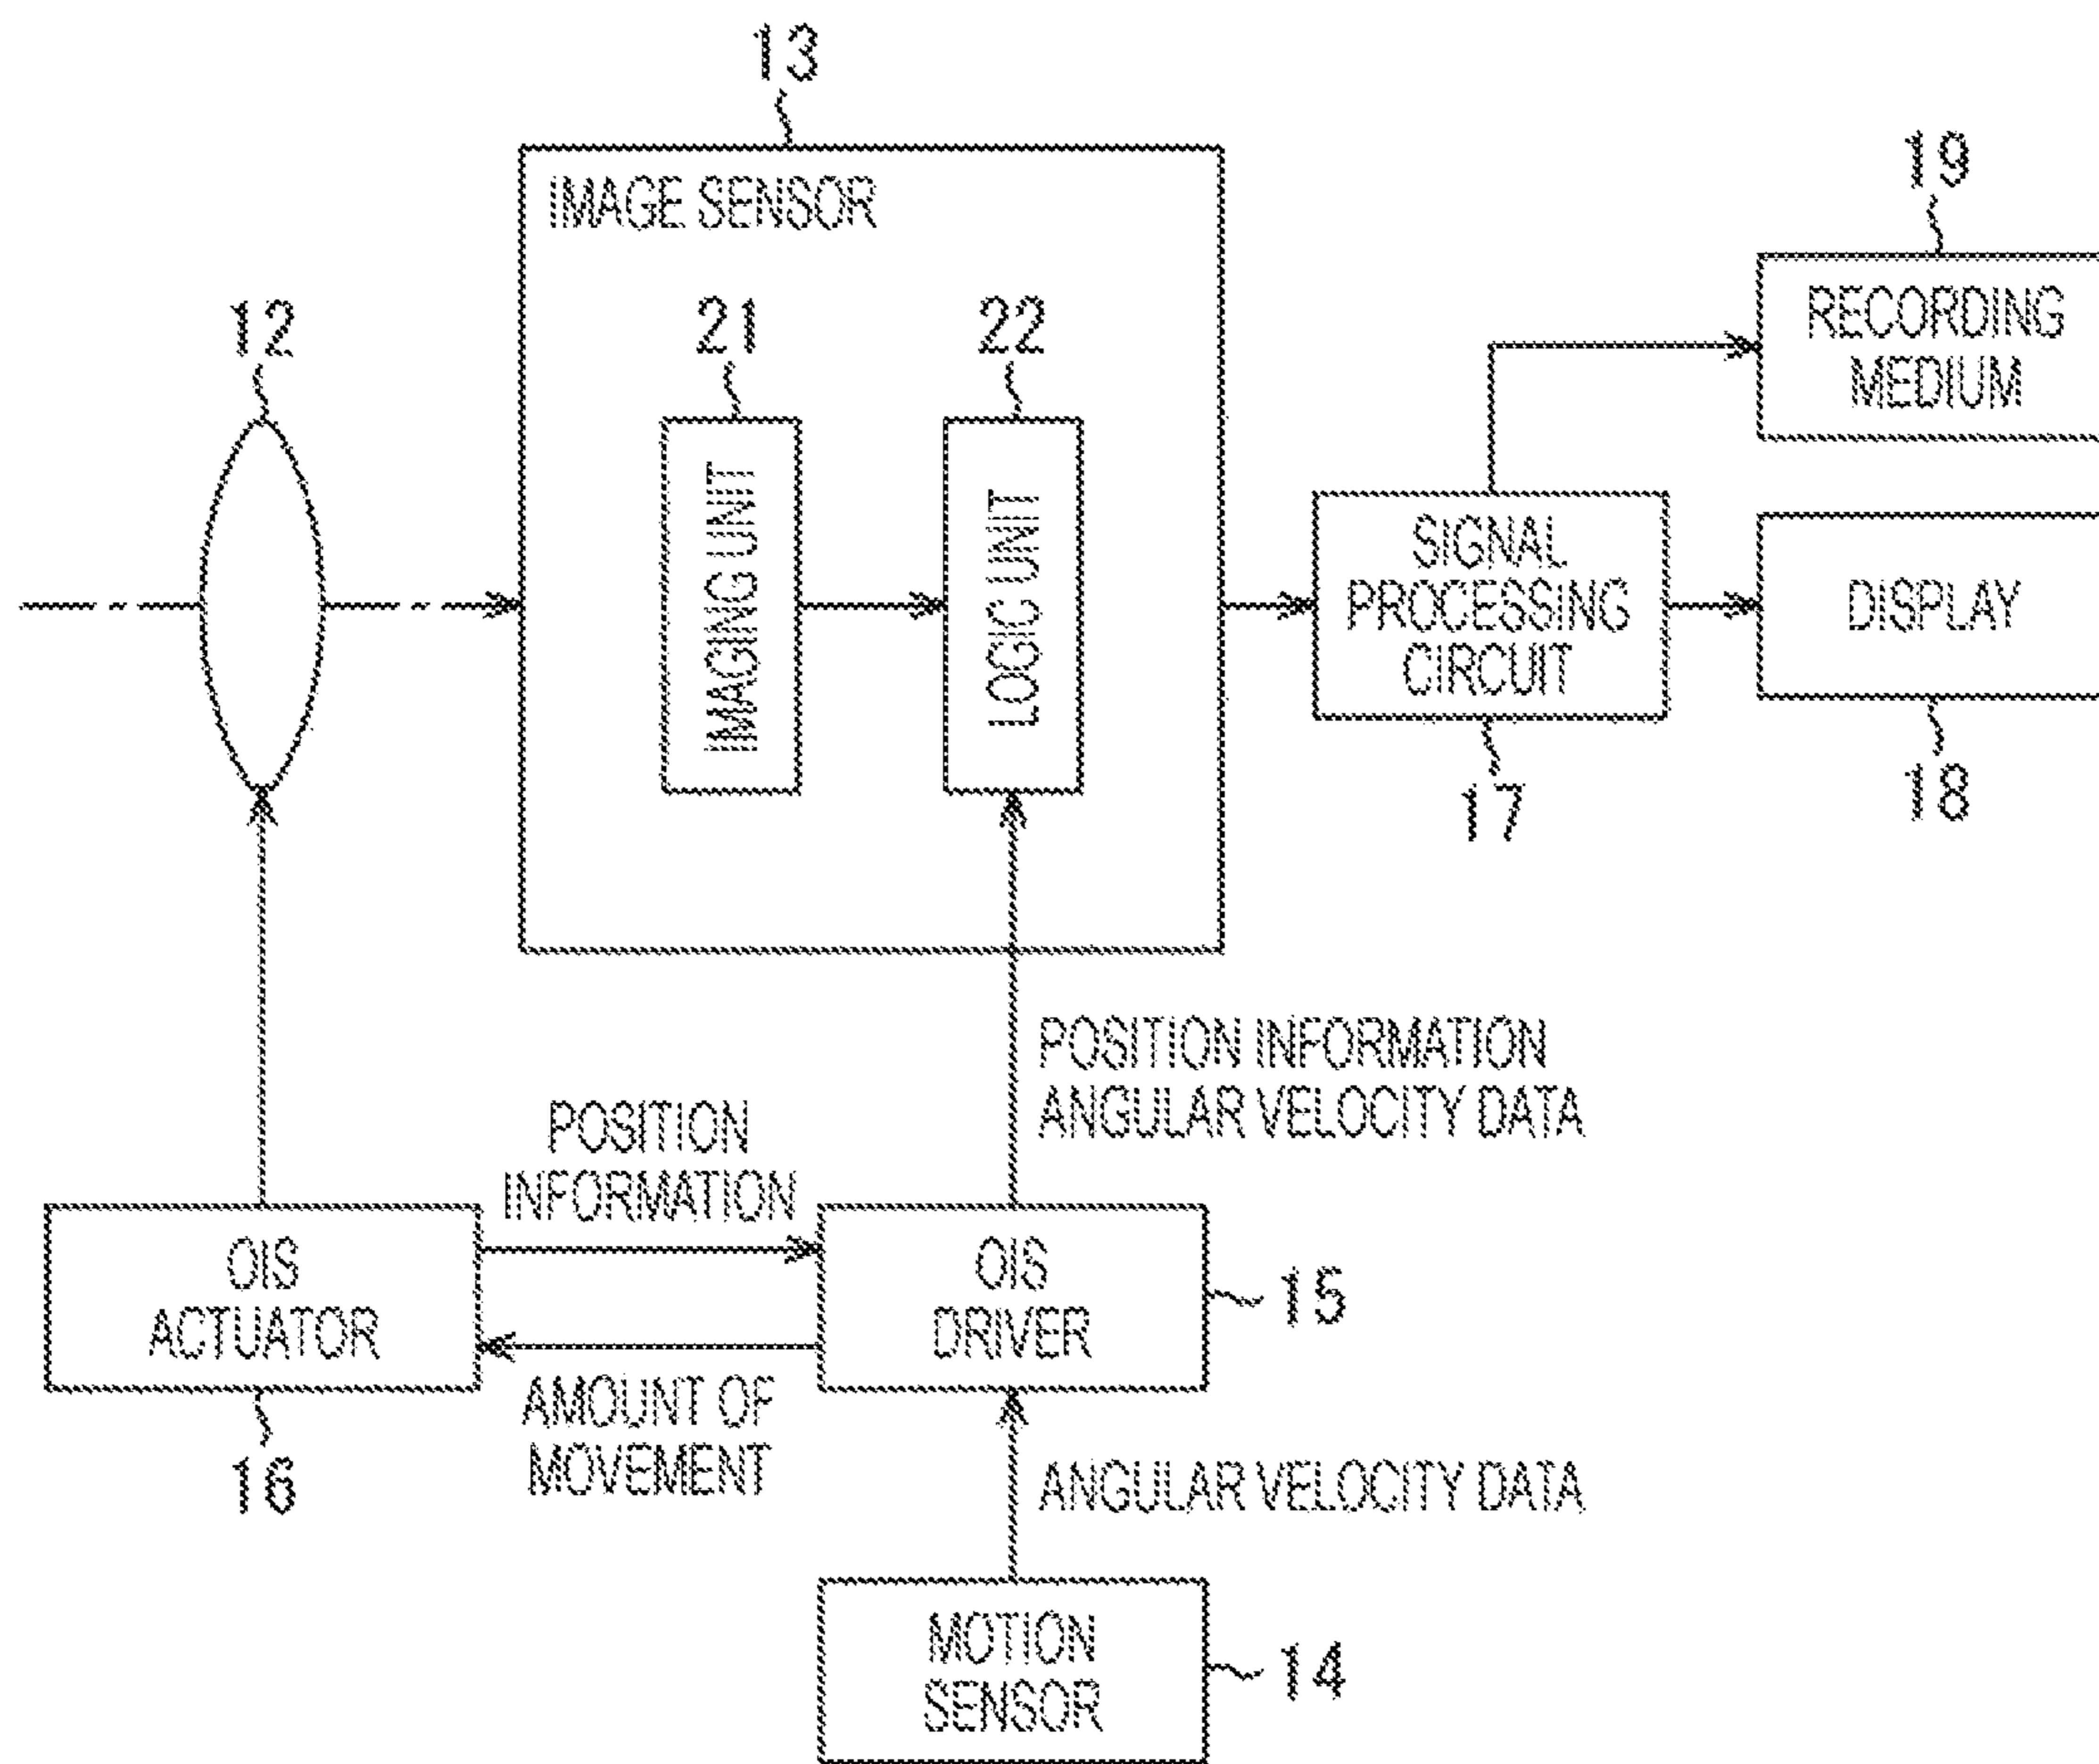 13
IMAGE SENSOR
19
RECORDING
MEDIUM
12
21
22
IMAGING UNIT
LOGIC UNIT
SIGNAL
PROCESSING
CIRCUIT
DISPLAY
17
18
POSITION INFORMATION
ANGULAR VELOCITY DATA
POSITION
INFORMATION
OIS
ACTUATOR
OIS
DRIVER
15
AMOUNT OF
MOVEMENT
16
ANGULAR VELOCITY DATA
MOTION
SENSOR
14